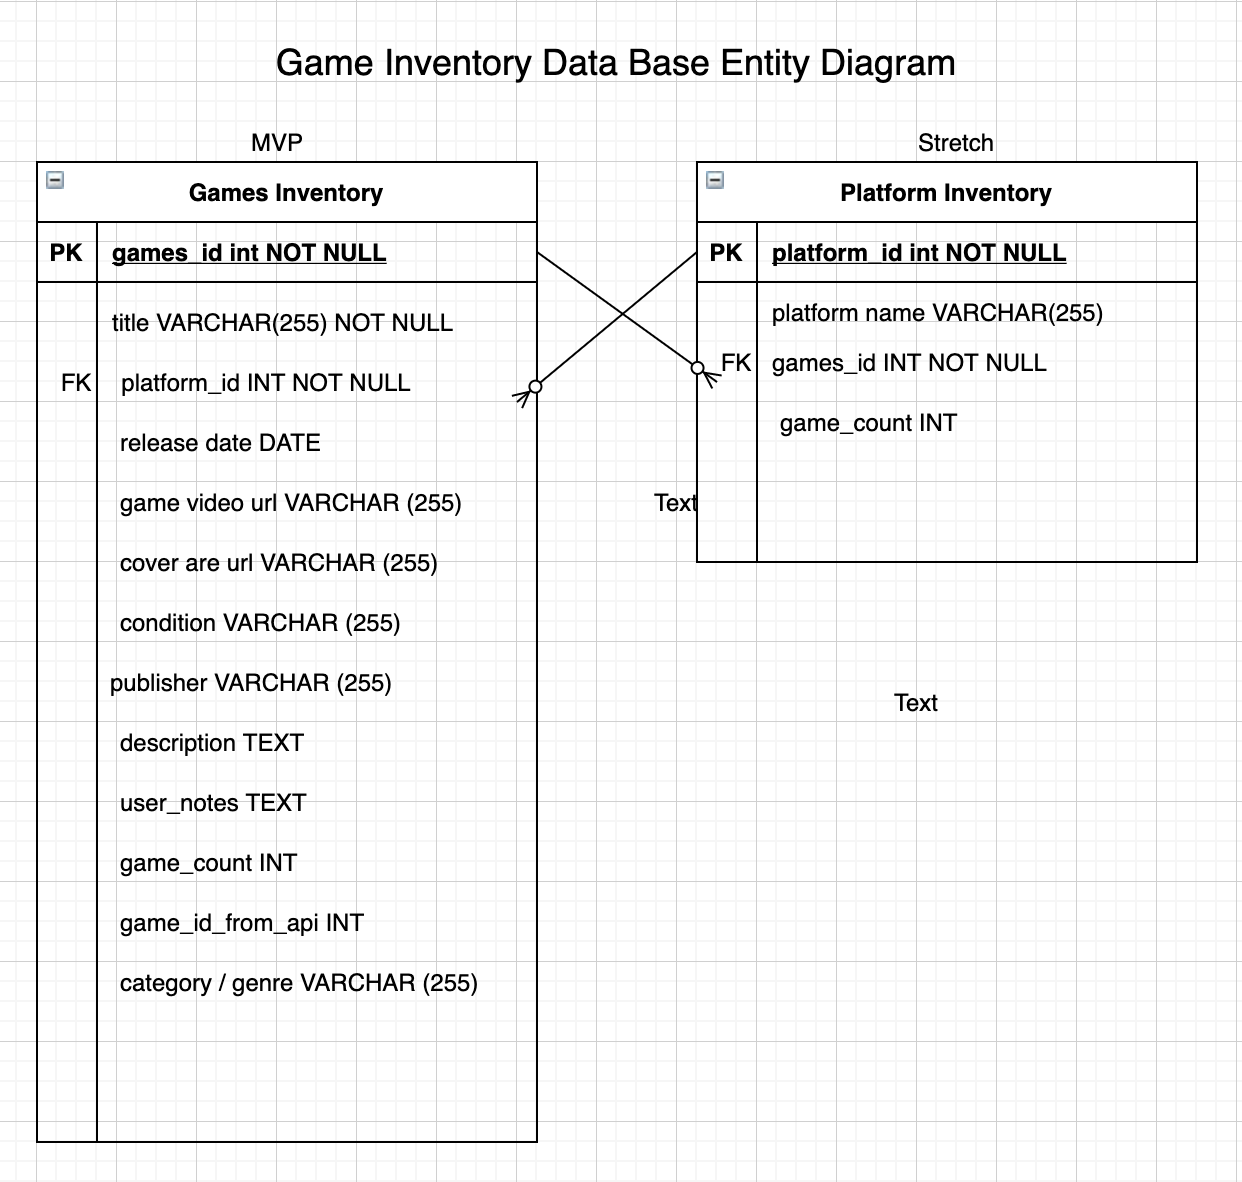 Game Inventory Data Base Entity Diagram
MVP
Games Inventory
PK games_id int NOT NULL
title VARCHAR(255) NOT NULL
FK platform_id INT NOT NULL
release date DATE
game video url VARCHAR (255)
cover are url VARCHAR (255)
condition VARCHAR (255)
publisher VARCHAR (255)
description TEXT
user_notes TEXT
game_count INT
game_id_from_api INT
category / genre VARCHAR (255)
Stretch
Platform Inventory
PK platform_id int NOT NULL
platform name VARCHAR(255)
FK games_id INT NOT NULL
game_count INT
Text
Text